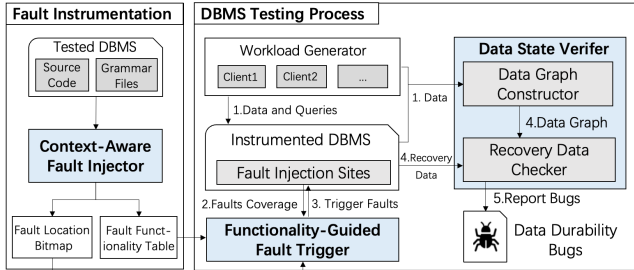 Fault Instrumentation
Tested DBMS
Source
Code
Grammar
Files
Context-Aware
Fault Injector
Fault Location
Bitmap
Fault Funct-
ionality Table
DBMS Testing Process
Workload Generator
Client1
Client2
...
1.Data and Queries
1. Data
Instrumented DBMS
Fault Injection Sites
4.Recovery
Data
2.Faults Coverage
3. Trigger Faults
Functionality-Guided
Fault Trigger
Data State Verifer
Data Graph
Constructor
4.Data Graph
Recovery Data
Checker
5.Report Bugs
Data Durability
Bugs